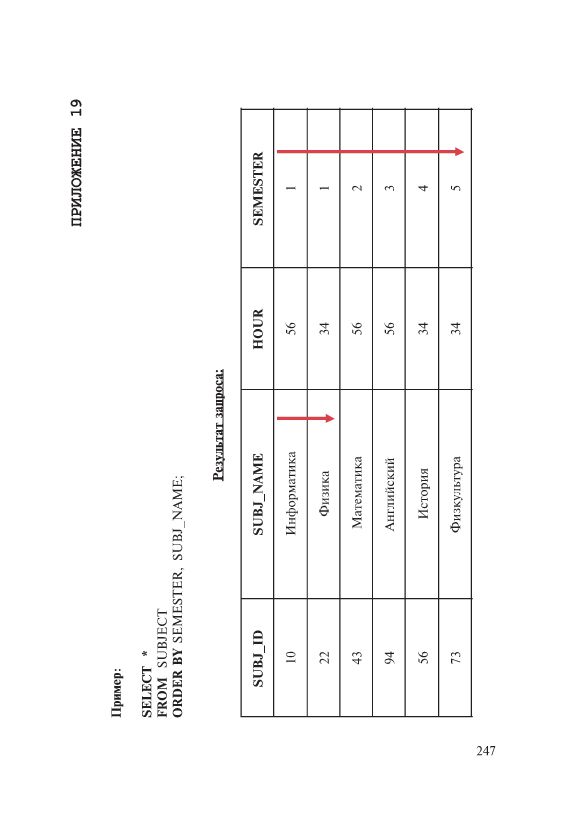 ПРИЛОЖЕНИЕ 19
Пример:
SELECT *
FROM SUBJECT
ORDER BY SEMESTER, SUBJ_NAME;
Результат запроса:
SUBJ_ID SUBJ_NAME HOUR SEMESTER
10 Информатика 56 1
22 Физика 34 1
43 Математика 56 2
94 Английский 56 3
56 История 34 4
73 Физкультура 34 5
247